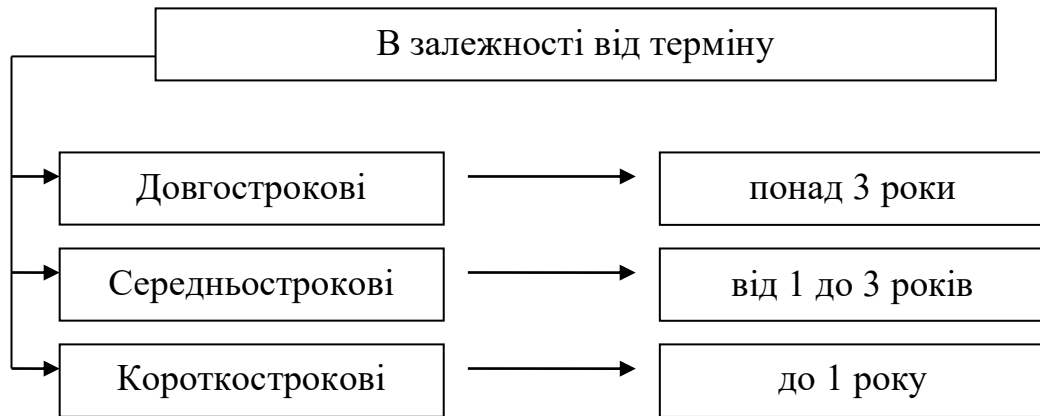 В залежності від терміну
Довгострокові
понад 3 роки
Середньострокові
від 1 до 3 років
Короткострокові
до 1 року